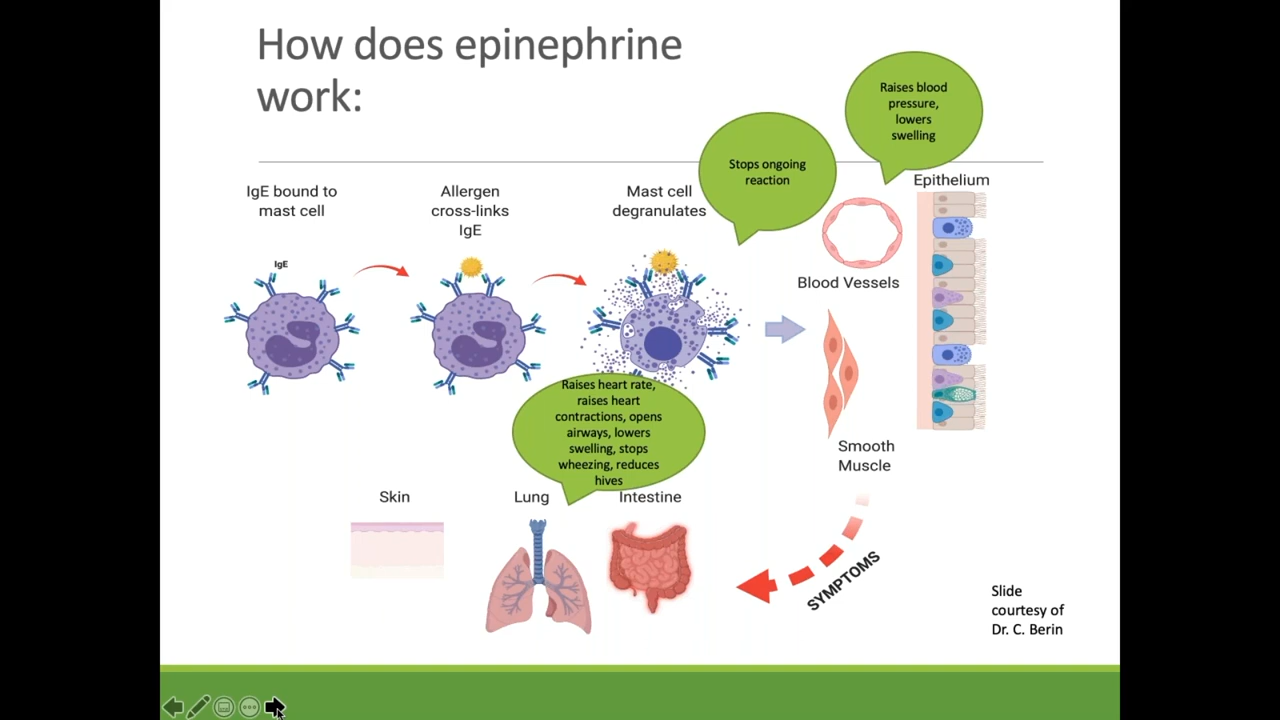 How does epinephrine
work:
Raises blood
pressure,
lowers
swelling
Stops ongoing
reaction
IgE bound to
mast cell
Allergen
cross-links
IgE
Mast cell
degranulates
Epithelium
IgE
Blood Vessels
Raises heart rate,
raises heart
contractions, opens
airways, lowers
swelling, stops
wheezing, reduces
hives
Smooth
Muscle
Skin
Lung
Intestine
SYMPTOMS
Slide
courtesy of
Dr. C. Berin